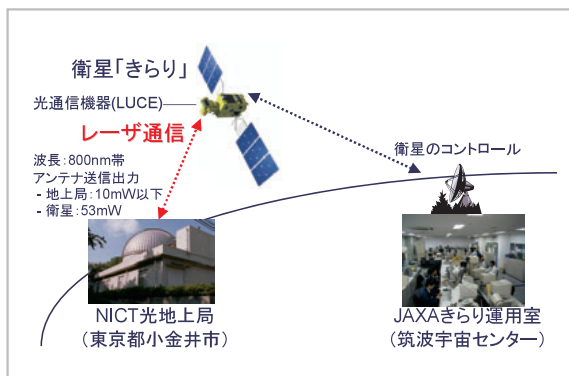 衛星「きらり」
光通信機器(LUCE)
レーザ通信
波長：800nm帯
アンテナ送信出力
- 地上局：10mW以下
- 衛星：53mW
衛星のコントロール
NICT光地上局
（東京都小金井市）
JAXAきらり運用室
（筑波宇宙センター）